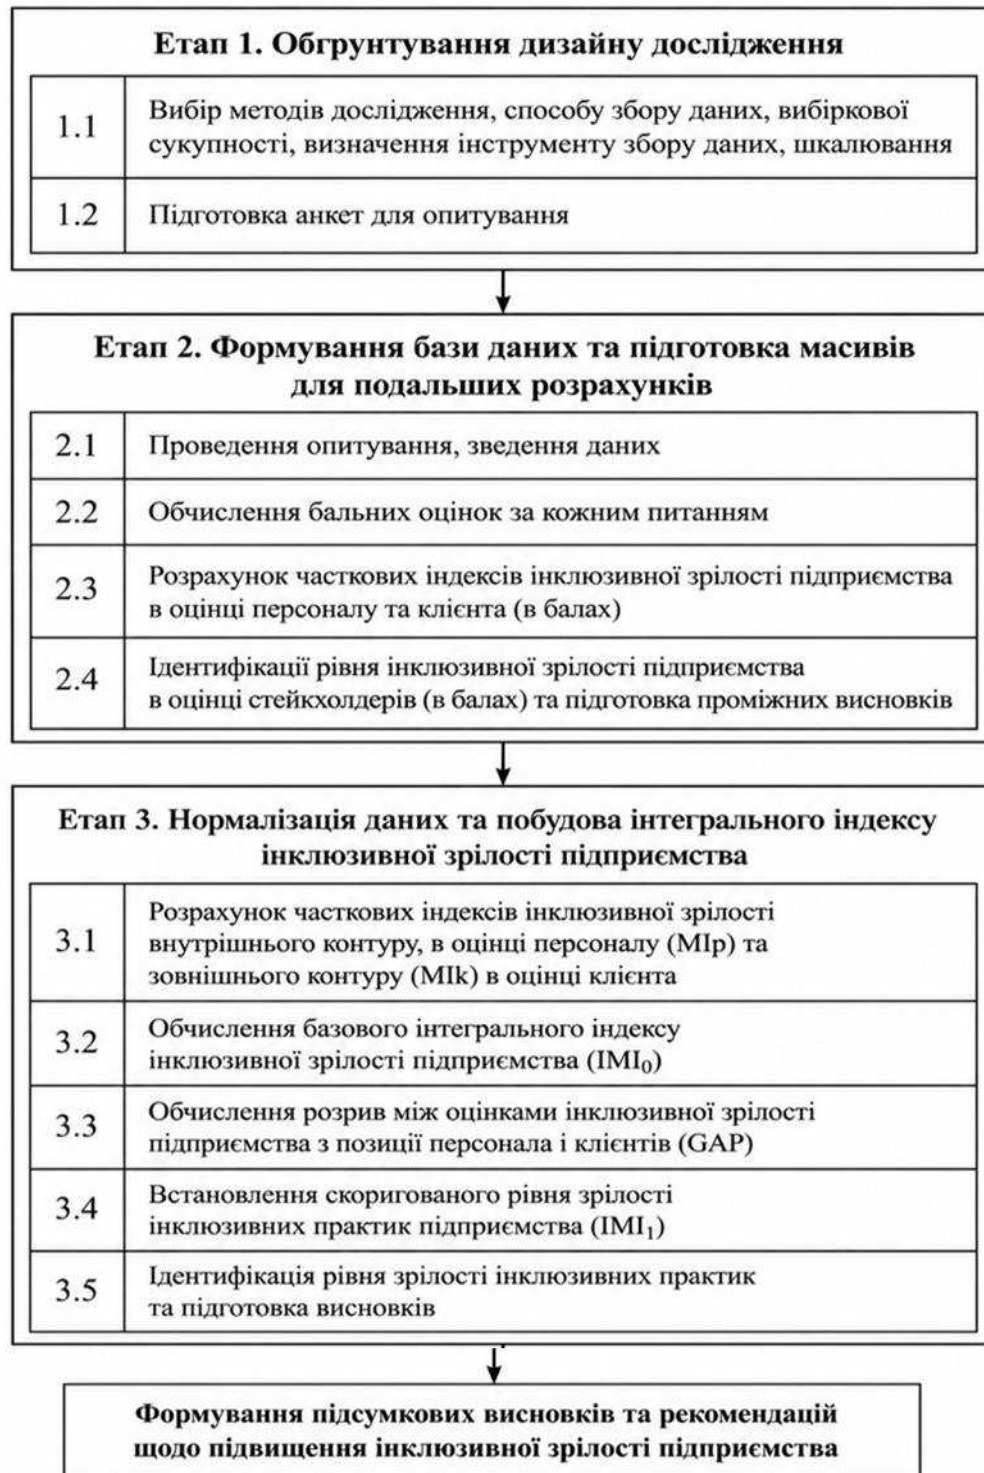 Етап 1. Обгрунтування дизайну дослідження
1.1
Вибір методів дослідження, способу збору даних, вибіркової
сукупності, визначення інструменту збору даних, шкалювання
1.2
Підготовка анкет для опитування
Етап 2. Формування бази даних та підготовка масивів
для подальших розрахунків
2.1
Проведення опитування, зведення даних
2.2
Обчислення бальних оцінок за кожним питанням
2.3
Розрахунок часткових індексів інклюзивної зрілості підприємства
в оцінці персоналу та клієнта (в балах)
2.4
Ідентифікації рівня інклюзивної зрілості підприємства
в оцінці стейкхолдерів (в балах) та підготовка проміжних висновків
Етап 3. Нормалізація даних та побудова інтегрального індексу
інклюзивної зрілості підприємства
3.1
Розрахунок часткових індексів інклюзивної зрілості
внутрішнього контуру, в оцінці персоналу (МІр) та
зовнішнього контуру (МІk) в оцінці клієнта
3.2
Обчислення базового інтегрального індексу
інклюзивної зрілості підприємства (IMI₀)
3.3
Обчислення розрив між оцінками інклюзивної зрілості
підприємства з позиції персонала і клієнтів (GAP)
3.4
Встановлення скоригованого рівня зрілості
інклюзивних практик підприємства (IMI₁)
3.5
Ідентифікація рівня зрілості інклюзивних практик
та підготовка висновків
Формування підсумкових висновків та рекомендацій
щодо підвищення інклюзивної зрілості підприємства